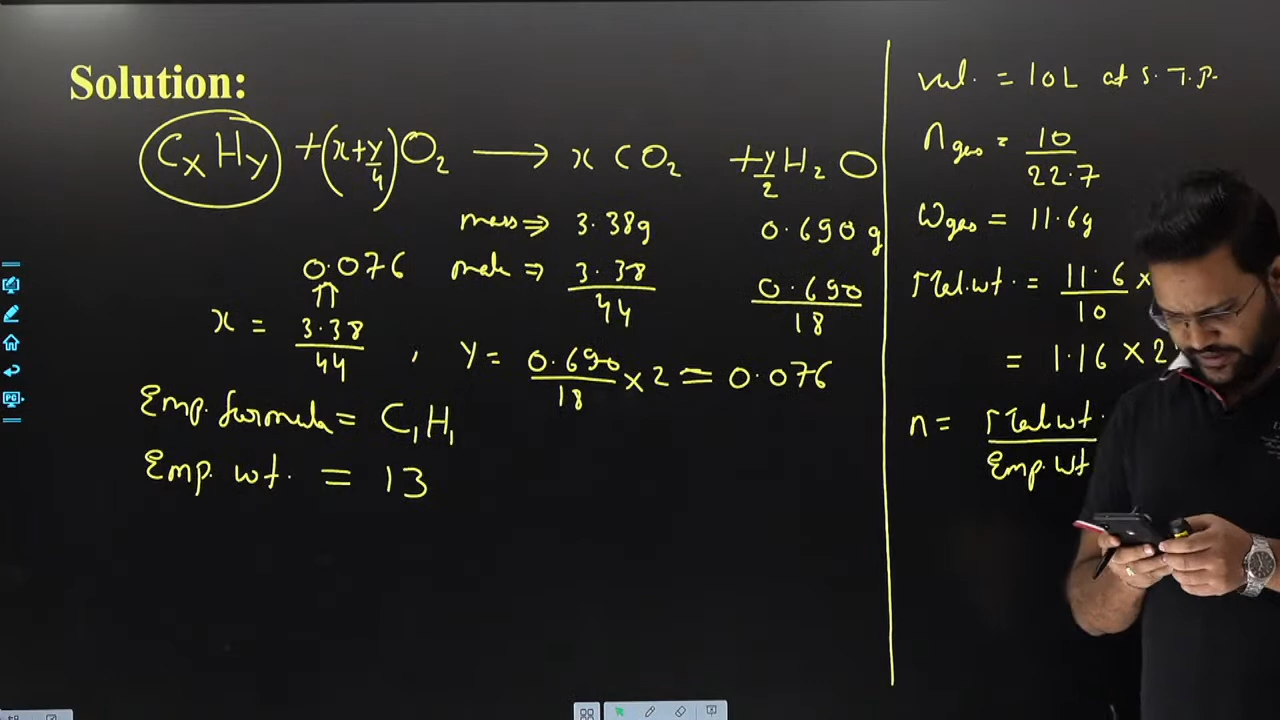 Solution:
CxHy + (x+y/4)O2 ⟶ x CO2 + y/2 H2O
mass ⇒ 3.38g 0.690 g
mole ⇒ 3.38/44 0.690/18
0.076
x = 3.38/44 , y = 0.690/18 × 2 = 0.076
Emp. formula = C1H1
Emp. wt. = 13
vol. = 10L at S.T.P.
ngas = 10/22.7
wgas = 11.6g
Mol.wt. = 11.6/10 ×
= 1.16 × 2
n = Mol wt./Emp. wt
PC